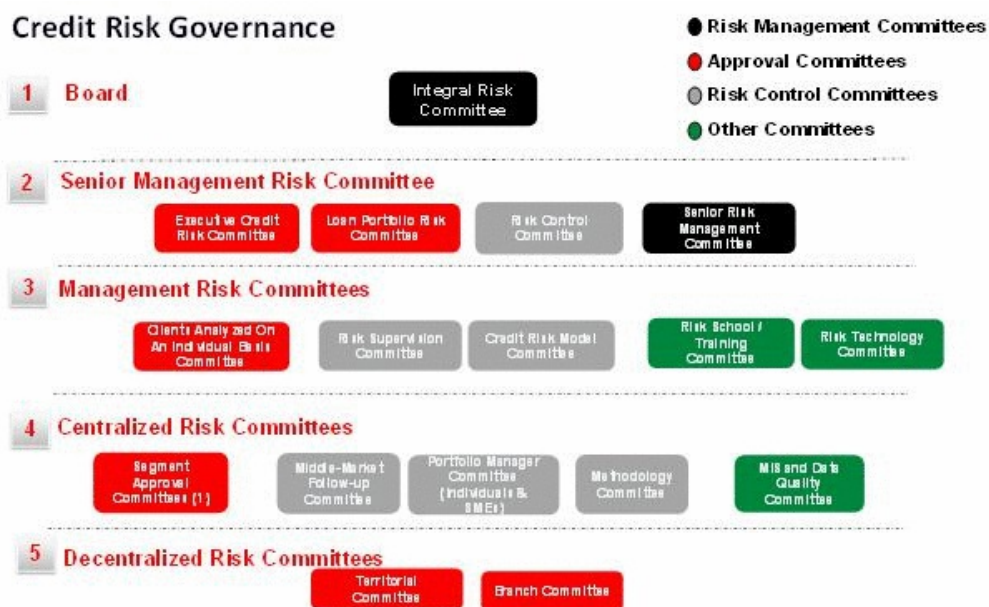 Credit Risk Governance
Risk Management Committees
Approval Committees
Risk Control Committees
Other Committees
1 Board
Integral Risk
Committee
2 Senior Management Risk Committee
Executive Credit
Risk Committee
Loan Portfolio Risk
Committee
Risk Control
Committee
Senior Risk
Management
Committee
3 Management Risk Committees
Clients Analyzed On
An Individual Basis
Committee
Risk Supervision
Committee
Credit Risk Model
Committee
Risk School /
Training
Committee
Risk Technology
Committee
4 Centralized Risk Committees
Segment
Approval
Committees (1)
Middle-Market
Follow-up
Committee
Portfolio Manager
Committee
(Individuals &
SMEs)
Methodology
Committee
MIS and Data
Quality
Committee
5 Decentralized Risk Committees
Territorial
Committee
Branch Committee